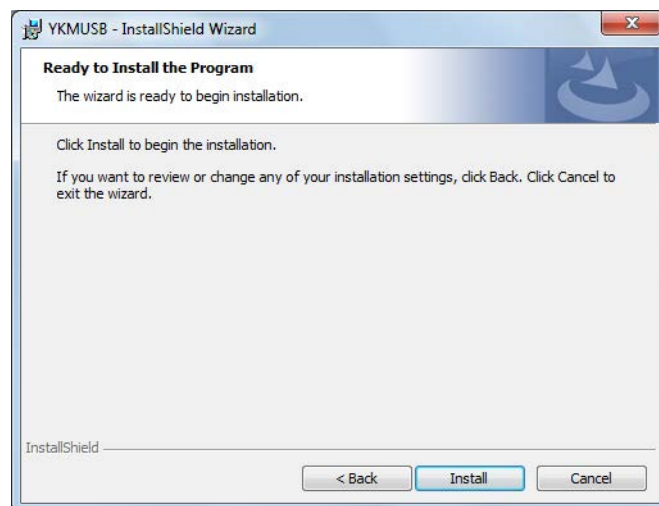 YKMUSB - InstallShield Wizard
Ready to Install the Program
The wizard is ready to begin installation.
Click Install to begin the installation.
If you want to review or change any of your installation settings, click Back. Click Cancel to
exit the wizard.
InstallShield
< Back Install Cancel